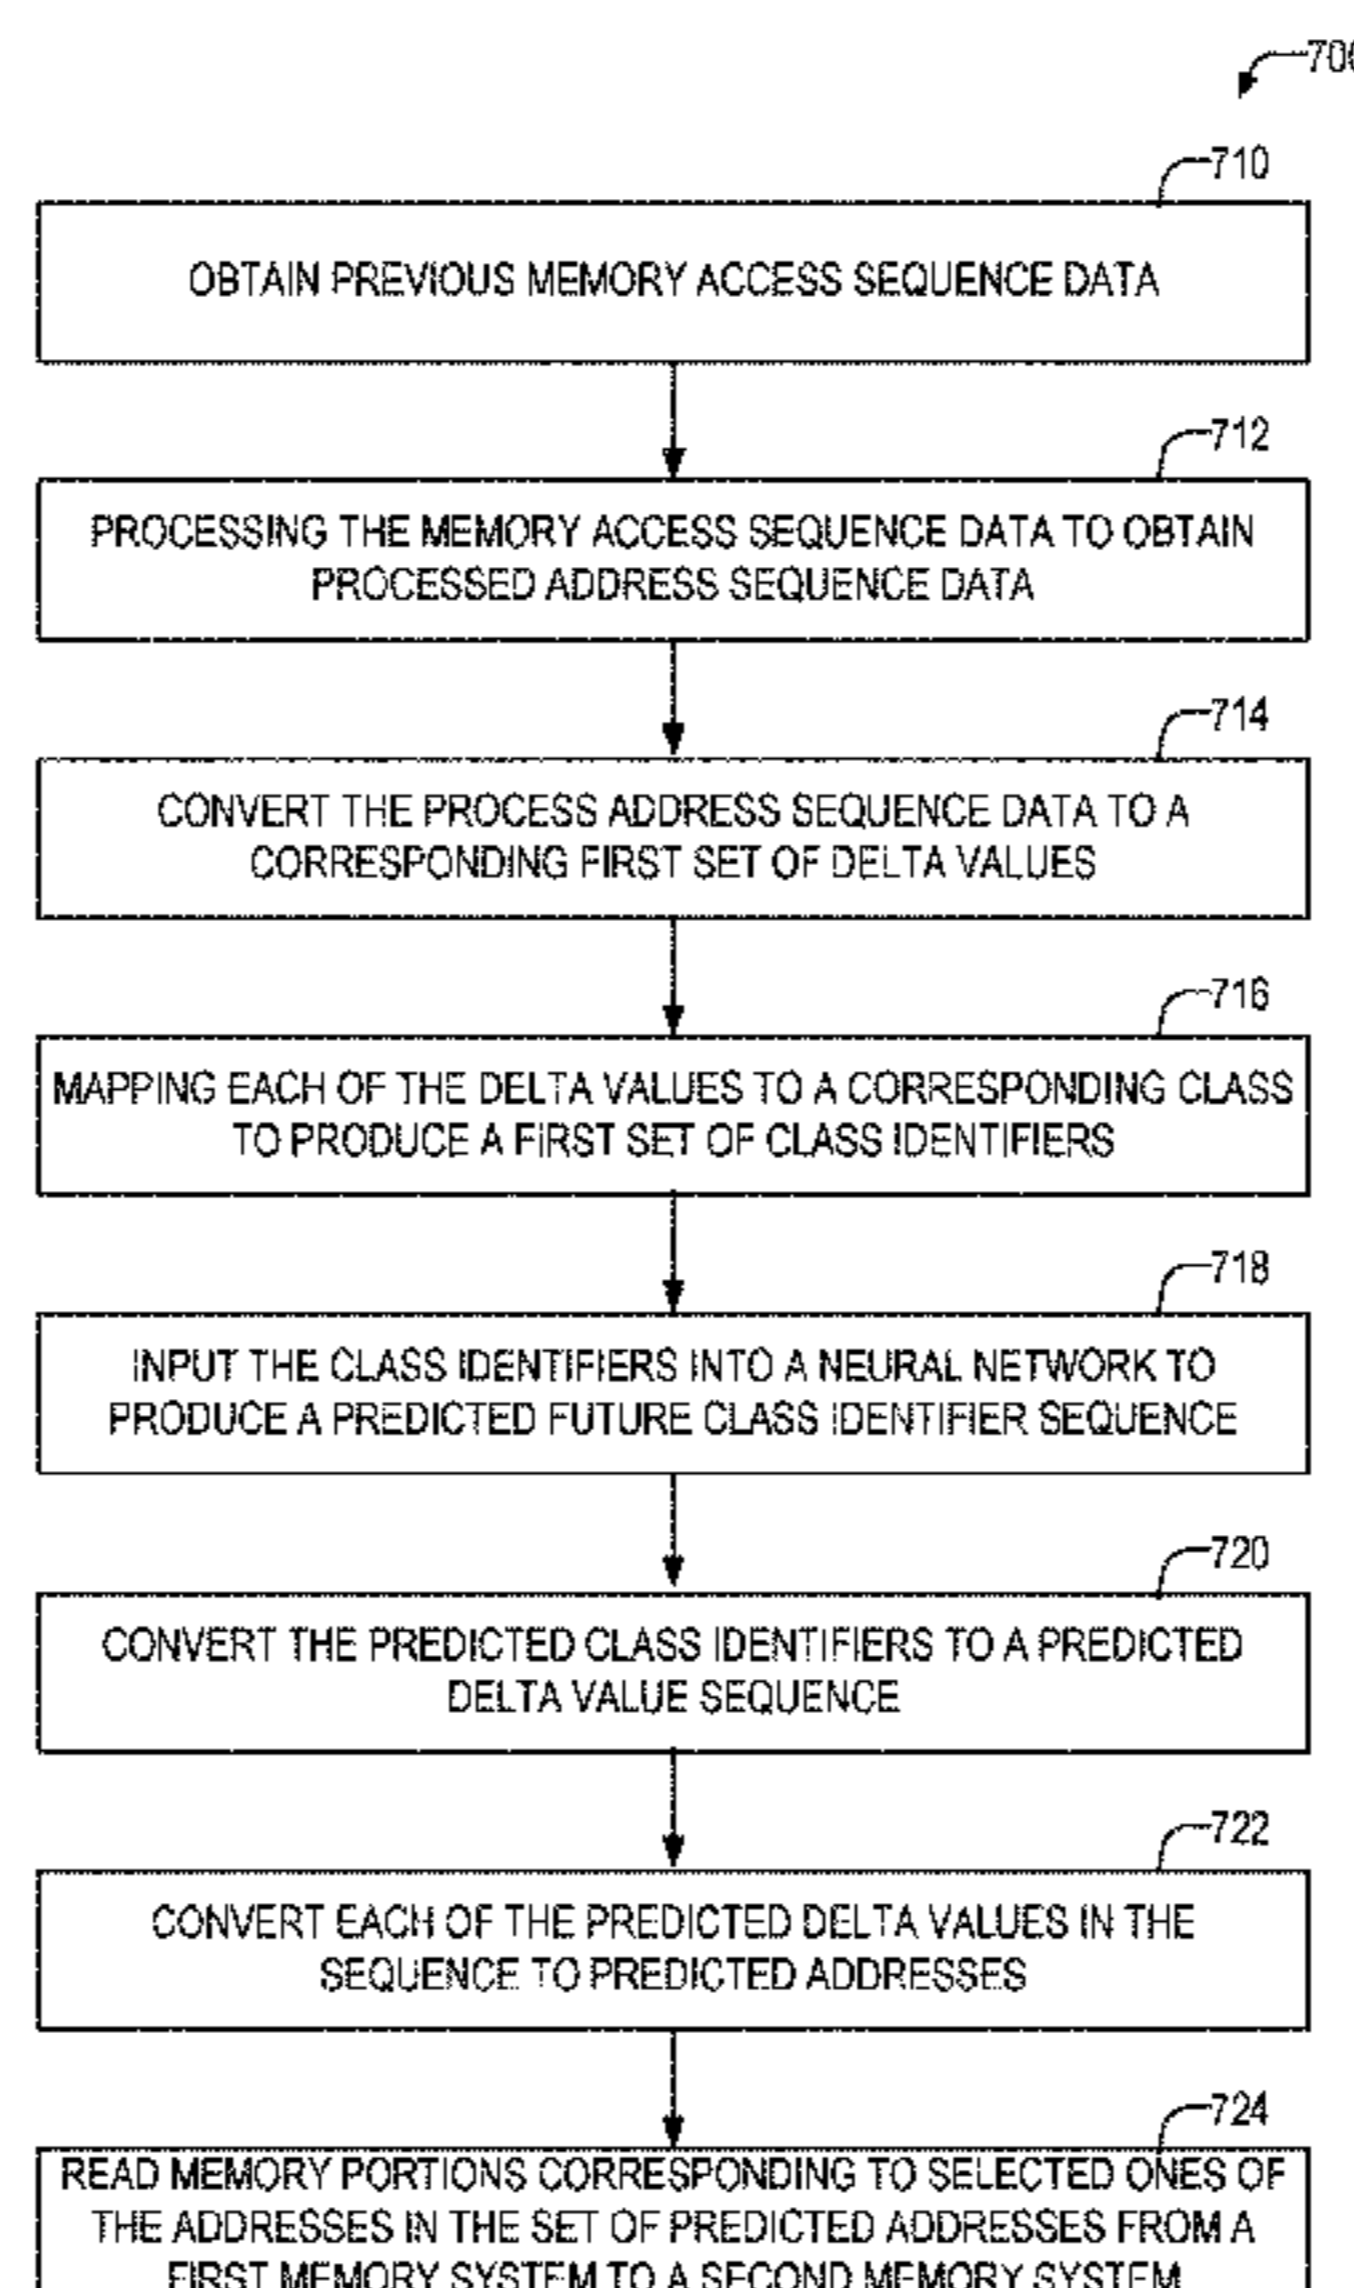 710
OBTAIN PREVIOUS MEMORY ACCESS SEQUENCE DATA
712
PROCESSING THE MEMORY ACCESS SEQUENCE DATA TO OBTAIN
PROCESSED ADDRESS SEQUENCE DATA
714
CONVERT THE PROCESS ADDRESS SEQUENCE DATA TO A
CORRESPONDING FIRST SET OF DELTA VALUES
716
MAPPING EACH OF THE DELTA VALUES TO A CORRESPONDING CLASS
TO PRODUCE A FIRST SET OF CLASS IDENTIFIERS
718
INPUT THE CLASS IDENTIFIERS INTO A NEURAL NETWORK TO
PRODUCE A PREDICTED FUTURE CLASS IDENTIFIER SEQUENCE
720
CONVERT THE PREDICTED CLASS IDENTIFIERS TO A PREDICTED
DELTA VALUE SEQUENCE
722
CONVERT EACH OF THE PREDICTED DELTA VALUES IN THE
SEQUENCE TO PREDICTED ADDRESSES
724
READ MEMORY PORTIONS CORRESPONDING TO SELECTED ONES OF
THE ADDRESSES IN THE SET OF PREDICTED ADDRESSES FROM A
FIRST MEMORY SYSTEM TO A SECOND MEMORY SYSTEM